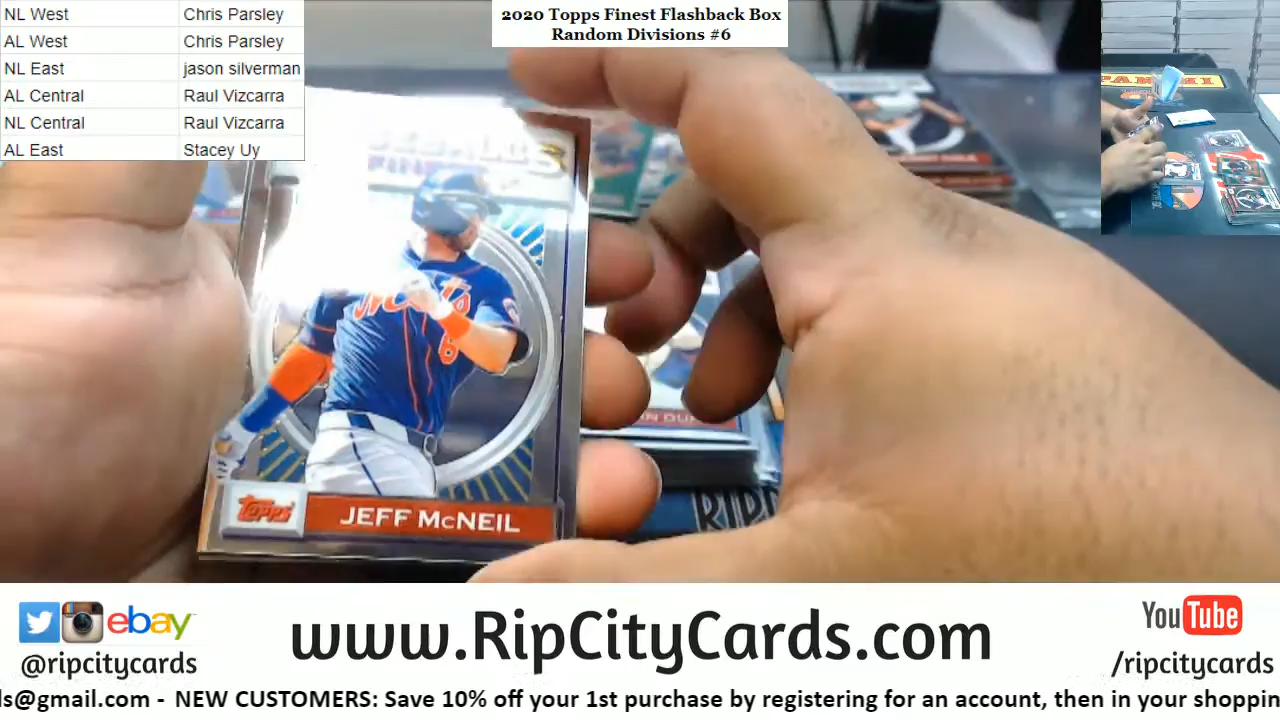 NL West Chris Parsley
AL West Chris Parsley
NL East jason silverman
AL Central Raul Vizcarra
NL Central Raul Vizcarra
AL East Stacey Uy
2020 Topps Finest Flashback Box
Random Divisions #6
PANINI
Mets
6
TOPPS
JEFF McNEIL
ebay
@ripcitycards
www.RipCityCards.com
YouTube
/ripcitycards
ls@gmail.com - NEW CUSTOMERS: Save 10% off your 1st purchase by registering for an account, then in your shoppin